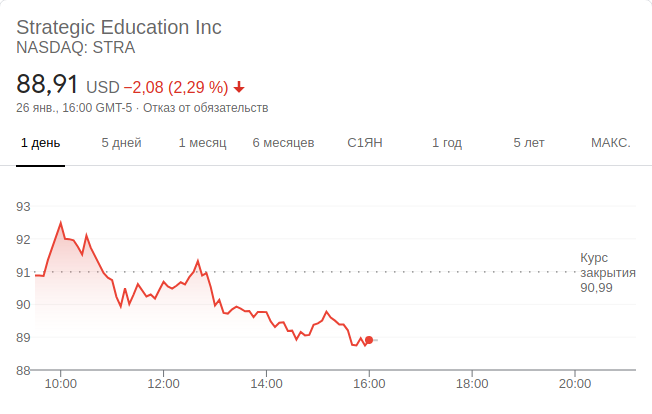 Strategic Education Inc
NASDAQ: STRA
88,91 USD −2,08 (2,29 %)
26 янв., 16:00 GMT-5 · Отказ от обязательств
1 день 5 дней 1 месяц 6 месяцев С1ЯН 1 год 5 лет МАКС.
93
92
91
90
89
88
Курс
закрытия
90,99
10:00 12:00 14:00 16:00 18:00 20:00